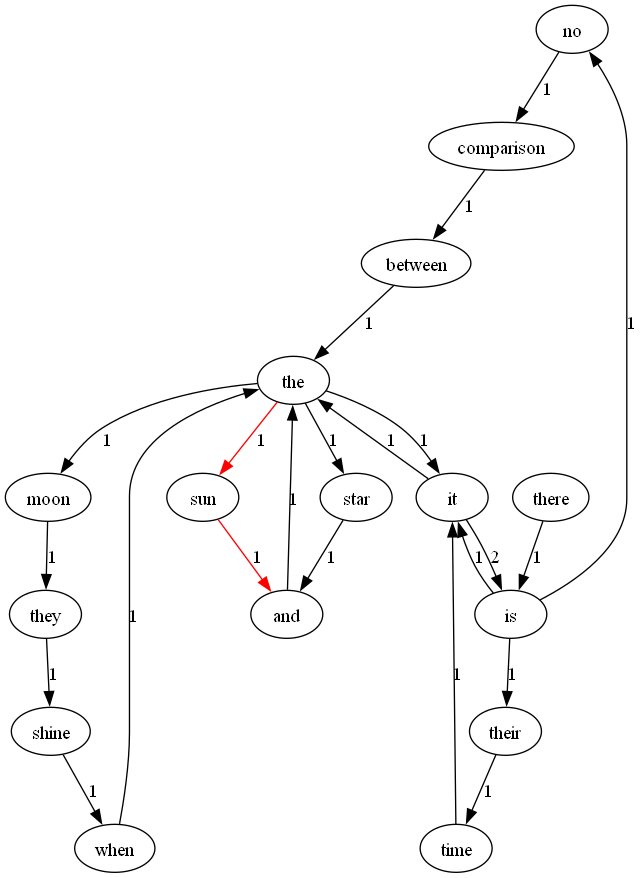 no
1
comparison
1
between
1 1
the
1 1 1 1 1
moon sun star it there
1 1 1 1 1 2 1
they and is
1 1 1 1
shine their
1 1
when time